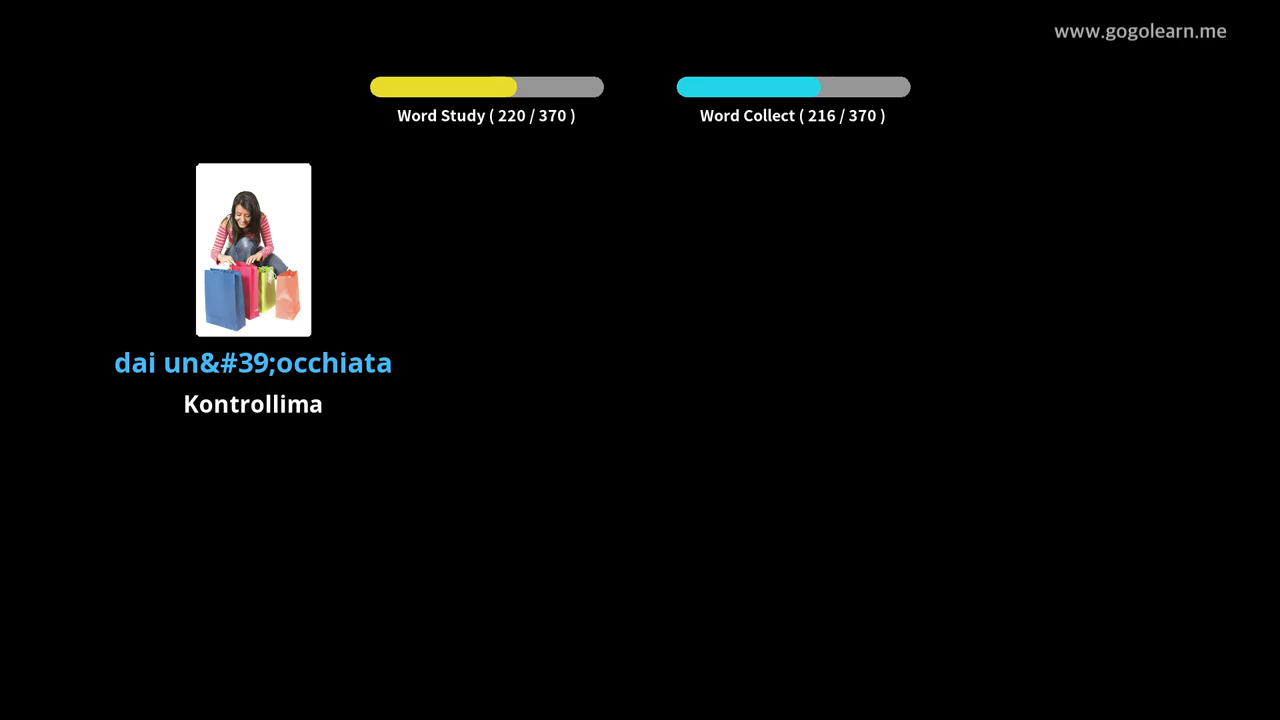 www.gogolearn.me
Word Study ( 220 / 370 )
Word Collect ( 216 / 370 )
dai un&#39;occhiata
Kontrollima